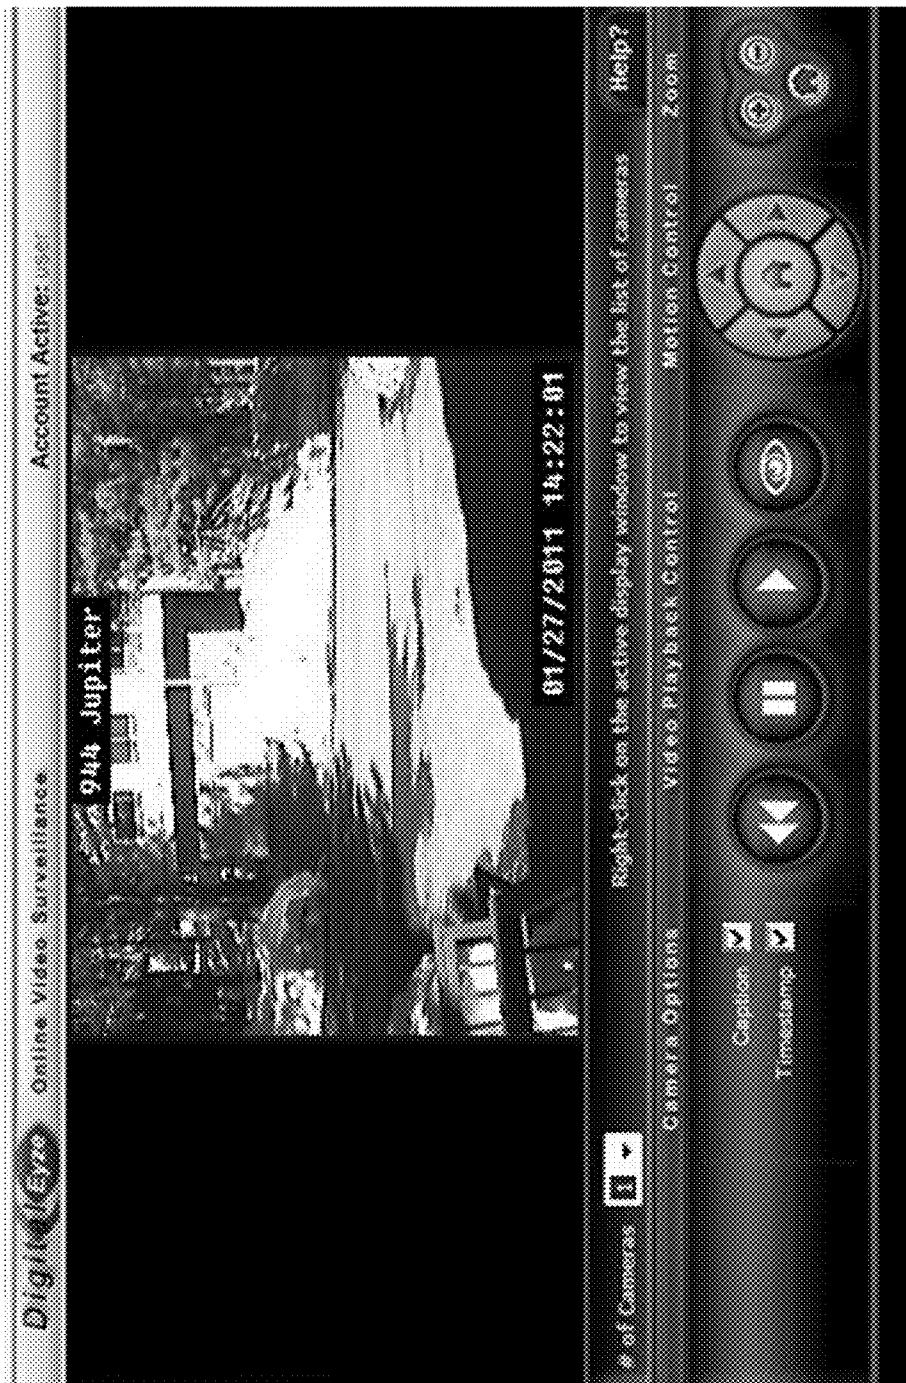 Digital Eyzo Online Video Surveillance Account Active:
944 Jupiter
01/27/2011 14:22:01
# of Cameras 1 Right-click on the active display window to view the list of cameras Help?
Camera Options Video Playback Control Motion Control Zoom
Caption
Timestamp